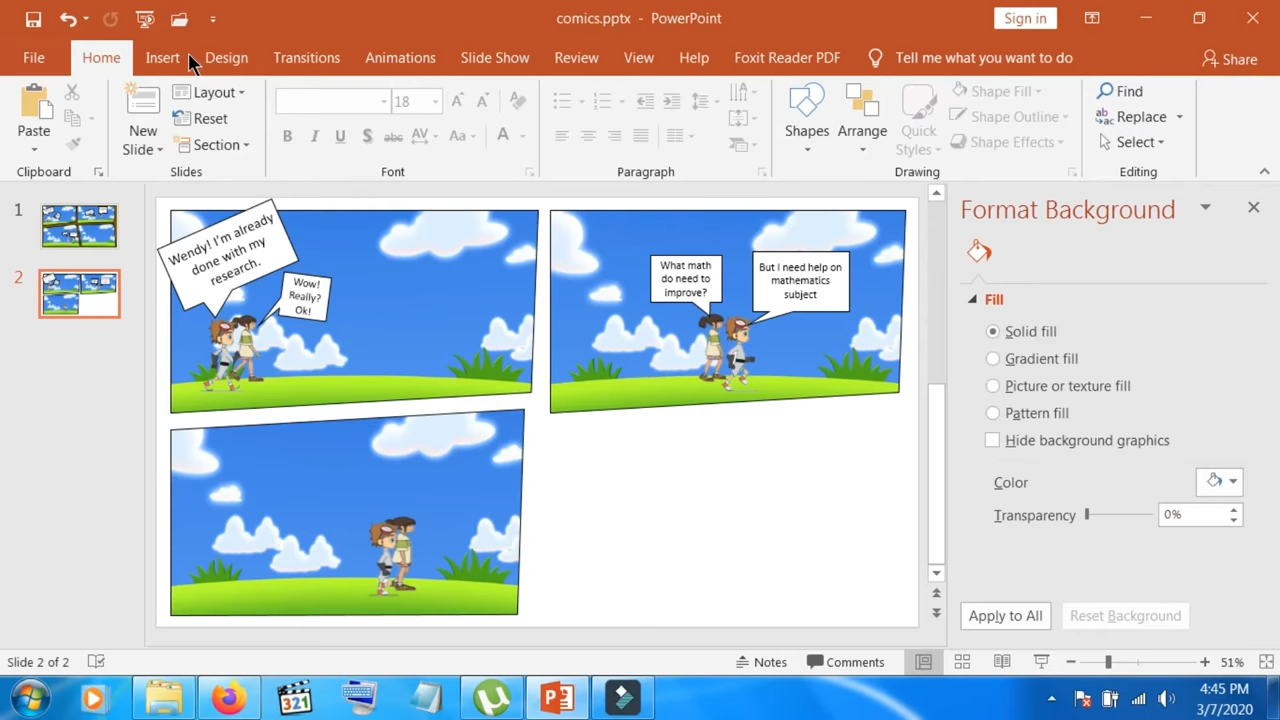 comics.pptx - PowerPoint
Sign in
File
Home
Insert
Design
Transitions
Animations
Slide Show
Review
View
Help
Foxit Reader PDF
Tell me what you want to do
Share
Paste
New
Slide
Layout
Reset
Section
18
Aa
A
B
I
U
S
abc
AV
Shapes
Arrange
Quick
Styles
Shape Fill
Shape Outline
Shape Effects
Find
Replace
Select
Clipboard
Slides
Font
Paragraph
Drawing
Editing
1
2
Wendy! I'm already
done with my
research.
Wow!
Really?
Ok!
What math
do need to
improve?
But I need help on
mathematics
subject
Format Background
Fill
Solid fill
Gradient fill
Picture or texture fill
Pattern fill
Hide background graphics
Color
Transparency
0%
Apply to All
Reset Background
Slide 2 of 2
Notes
Comments
51%
321
4:45 PM
3/7/2020